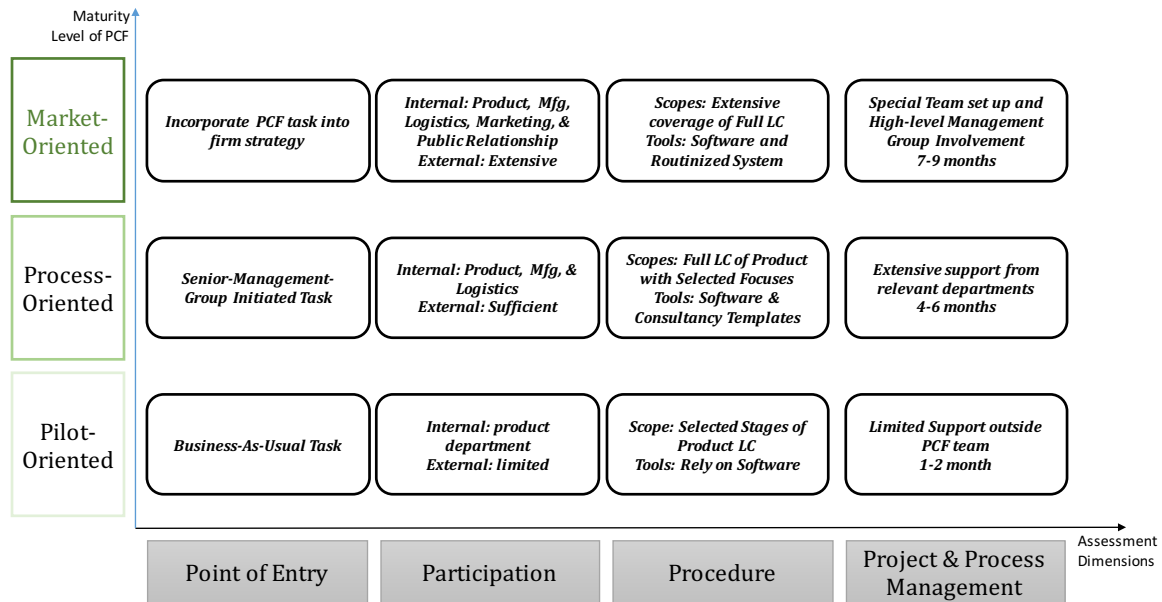 Maturity
Level of PCF
Market-
Oriented
Incorporate PCF task into
firm strategy
Internal: Product, Mfg,
Logistics, Marketing, &
Public Relationship
External: Extensive
Scopes: Extensive
coverage of Full LC
Tools: Software and
Routinized System
Special Team set up and
High-level Management
Group Involvement
7-9 months
Process-
Oriented
Senior-Management-
Group Initiated Task
Internal: Product, Mfg, &
Logistics
External: Sufficient
Scopes: Full LC of Product
with Selected Focuses
Tools: Software &
Consultancy Templates
Extensive support from
relevant departments
4-6 months
Pilot-
Oriented
Business-As-Usual Task
Internal: product
department
External: limited
Scope: Selected Stages of
Product LC
Tools: Rely on Software
Limited Support outside
PCF team
1-2 month
Assessment
Dimensions
Point of Entry
Participation
Procedure
Project & Process
Management